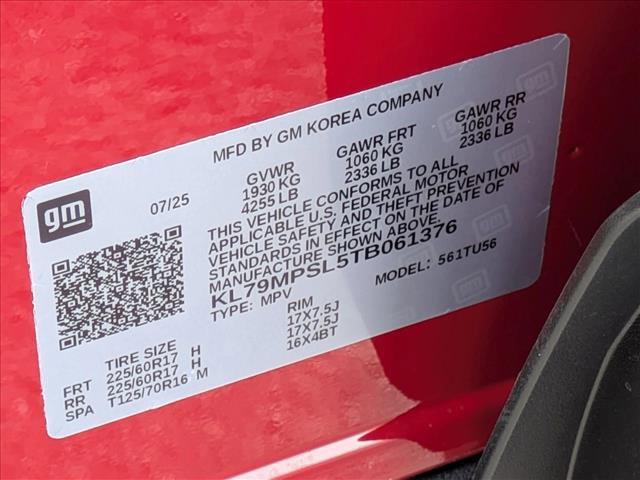 MFD BY GM KOREA COMPANY
gm
07/25
GVWR GAWR FRT GAWR RR
1930 KG 1060 KG 1060 KG
4255 LB 2336 LB 2336 LB
THIS VEHICLE CONFORMS TO ALL
APPLICABLE U.S. FEDERAL MOTOR
VEHICLE SAFETY AND THEFT PREVENTION
STANDARDS IN EFFECT ON THE DATE OF
MANUFACTURE SHOWN ABOVE.
KL79MPSL5TB061376
TYPE: MPV MODEL: 561TU56
TIRE SIZE RIM
FRT 225/60R17 H 17X7.5J
RR 225/60R17 H 17X7.5J
SPA T125/70R16 M 16X4BT